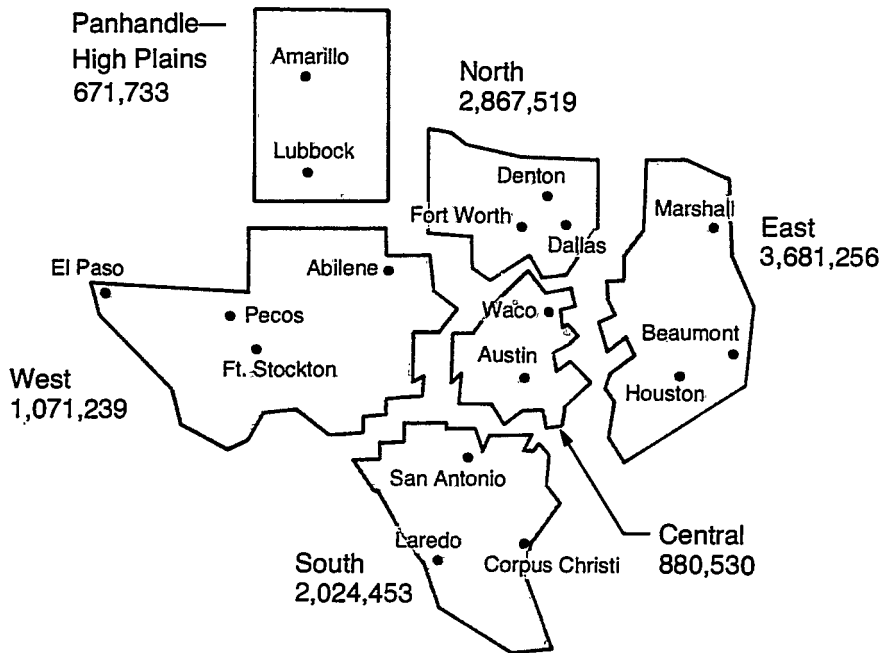 Panhandle—
High Plains
671,733
Amarillo
Lubbock
North
2,867,519
Denton
Fort Worth
Dallas
Marshall
East
3,681,256
El Paso
Abilene
Pecos
Ft. Stockton
Waco
Austin
Beaumont
Houston
West
1,071,239
San Antonio
Laredo
Corpus Christi
South
2,024,453
Central
880,530